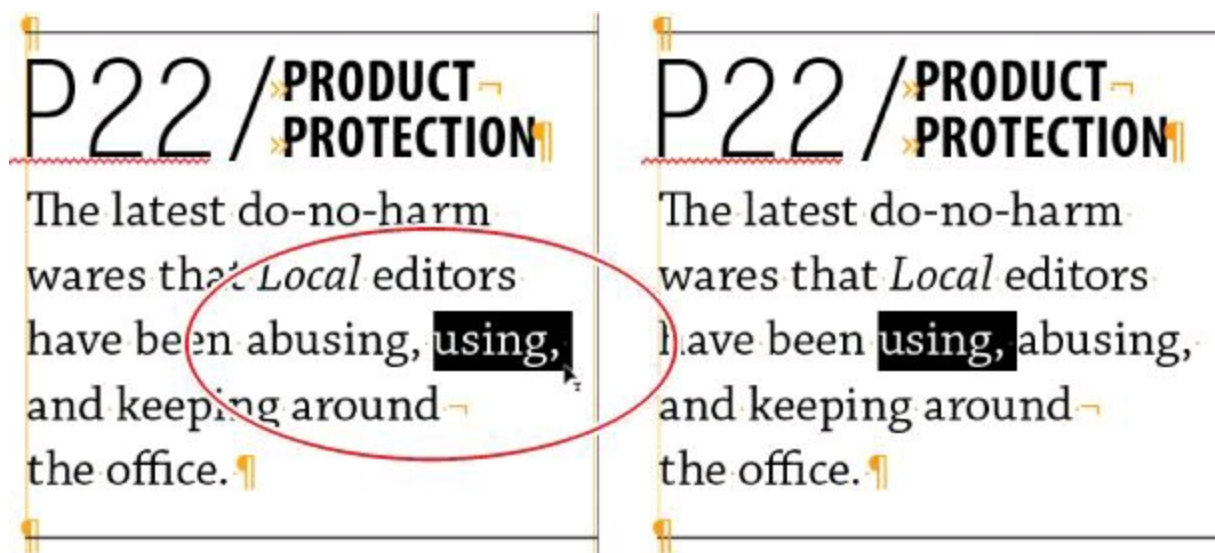 P22 / PRODUCT
PROTECTION
The latest do-no-harm
wares that Local editors
have been abusing, using,
and keeping around
the office.
P22 / PRODUCT
PROTECTION
The latest do-no-harm
wares that Local editors
have been using, abusing,
and keeping around
the office.